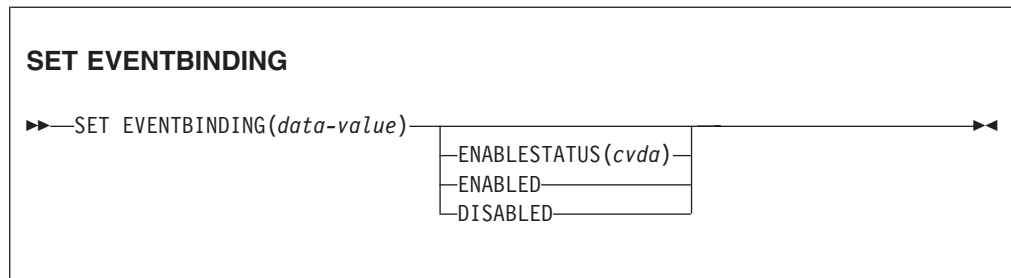 SET EVENTBINDING
SET EVENTBINDING(data-value)
ENABLESTATUS(cvda)
ENABLED
DISABLED